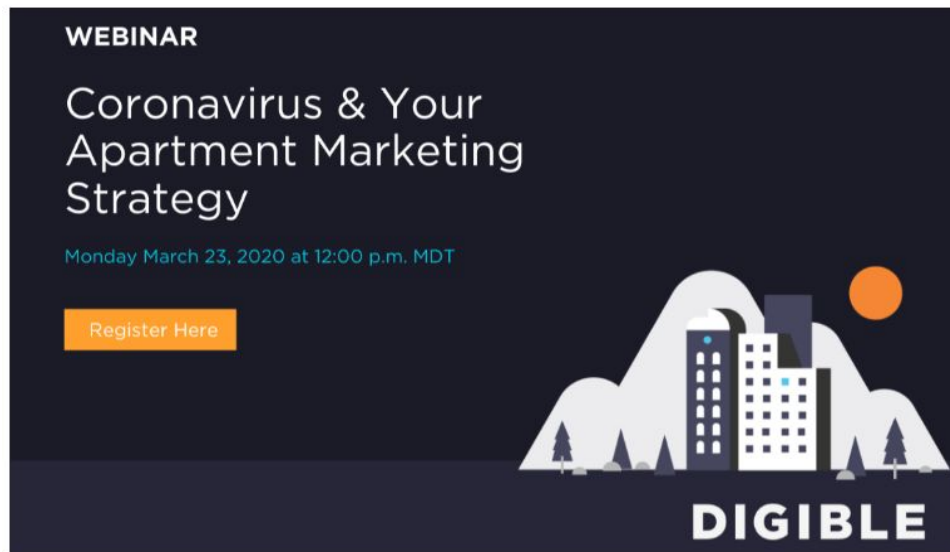 WEBINAR
Coronavirus & Your
Apartment Marketing
Strategy
Monday March 23, 2020 at 12:00 p.m. MDT
Register Here
DIGIBLE